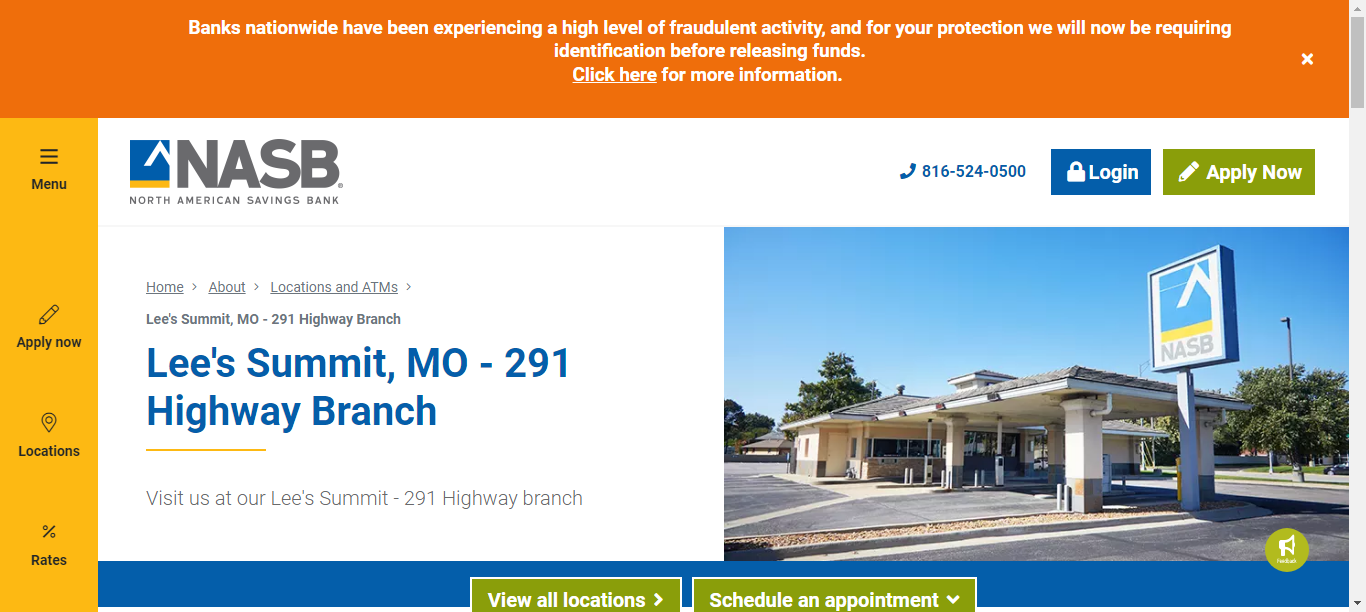 Banks nationwide have been experiencing a high level of fraudulent activity, and for your protection we will now be requiring
identification before releasing funds.
Click here for more information.
Menu
NASB
NORTH AMERICAN SAVINGS BANK
816-524-0500
Login
Apply Now
Home
About
Locations and ATMs
Lee's Summit, MO - 291 Highway Branch
Lee's Summit, MO - 291
Highway Branch
Visit us at our Lee's Summit - 291 Highway branch
NASB
Apply now
Locations
Rates
Feedback
View all locations
Schedule an appointment